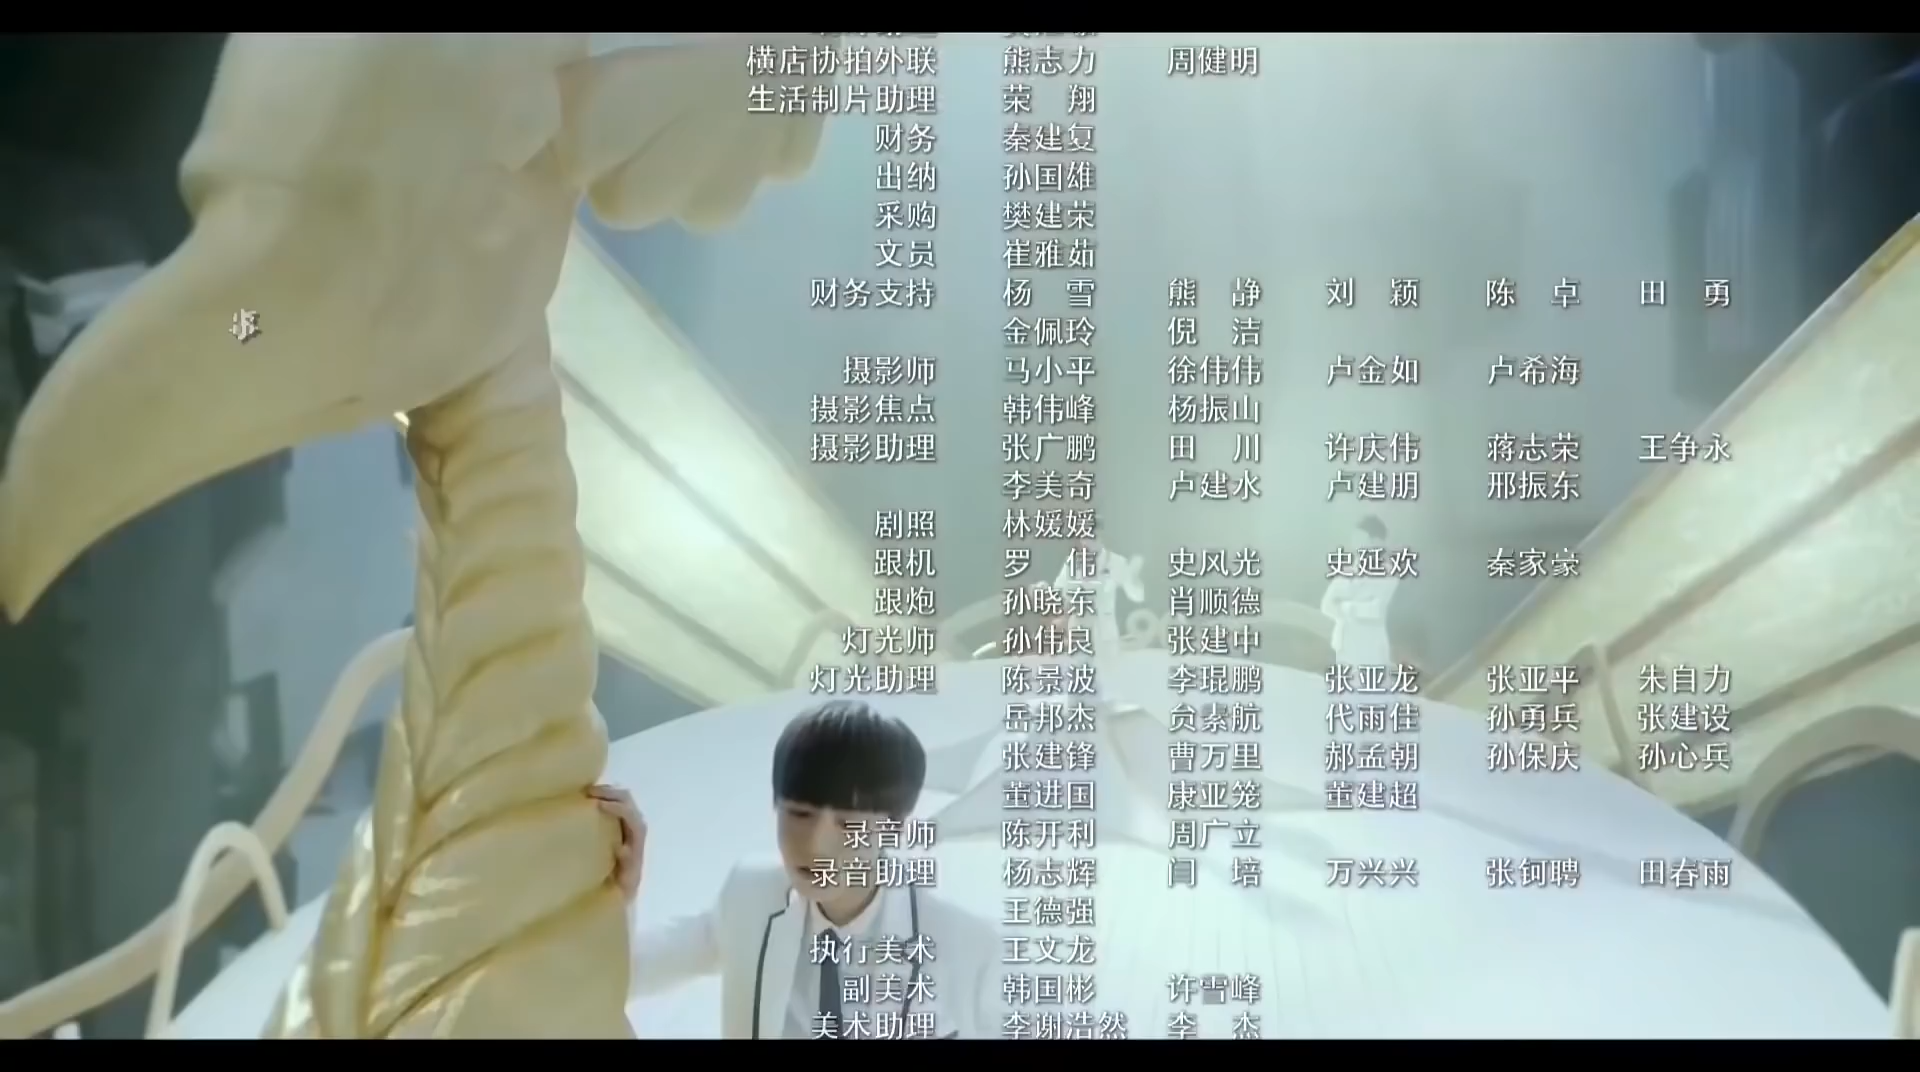 横店协拍外联 熊志力 周健明
生活制片助理 荣 翔
财务 秦建复
出纳 孙国雄
采购 樊建荣
文员 崔雅茹
财务支持 杨 雪 熊 静 刘 颖 陈 卓 田 勇
金佩玲 倪 洁
摄影师 马小平 徐伟伟 卢金如 卢希海
摄影焦点 韩伟峰 杨振山
摄影助理 张广鹏 田 川 许庆伟 蒋志荣 王争永
李美奇 卢建水 卢建朋 邢振东
剧照 林媛媛
跟机 罗 伟 史风光 史延欢 秦家豪
跟炮 孙晓东 肖顺德
灯光师 孙伟良 张建中
灯光助理 陈景波 李琨鹏 张亚龙 张亚平 朱自力
岳邦杰 贠素航 代雨佳 孙勇兵 张建设
张建锋 曹万里 郝孟朝 孙保庆 孙心兵
董进国 康亚笼 董建超
录音师 陈开利 周广立
录音助理 杨志辉 闫 培 万兴兴 张钶聘 田春雨
王德强
执行美术 王文龙
副美术 韩国彬 许雪峰
美术助理 李谢浩然 李 杰